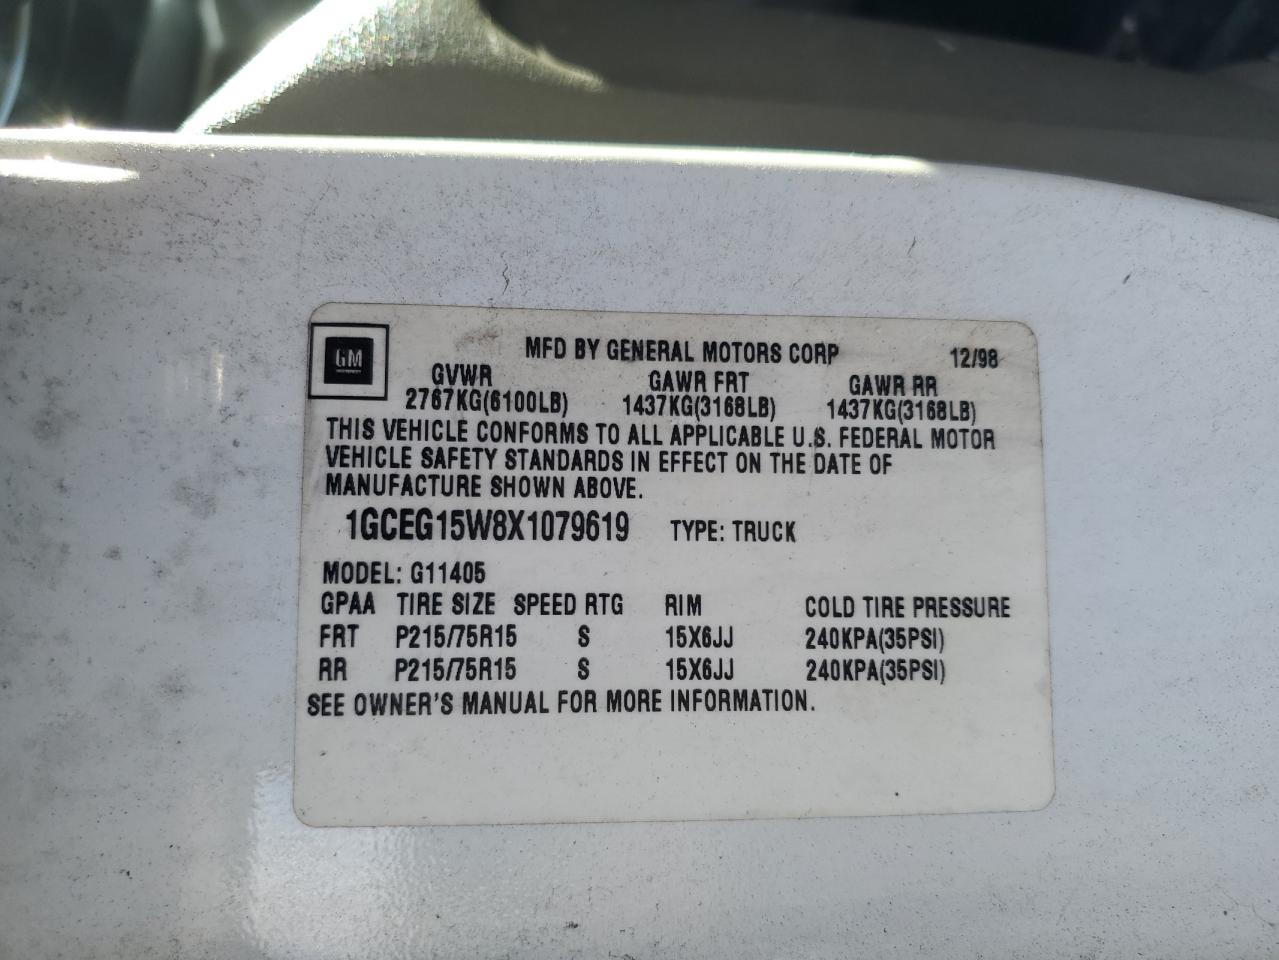 GM
MFD BY GENERAL MOTORS CORP 12/98
GVWR GAWR FRT GAWR RR
2767KG(6100LB) 1437KG(3168LB) 1437KG(3168LB)
THIS VEHICLE CONFORMS TO ALL APPLICABLE U.S. FEDERAL MOTOR
VEHICLE SAFETY STANDARDS IN EFFECT ON THE DATE OF
MANUFACTURE SHOWN ABOVE.
1GCEG15W8X1079619 TYPE: TRUCK
MODEL: G11405
GPAA TIRE SIZE SPEED RTG RIM COLD TIRE PRESSURE
FRT P215/75R15 S 15X6JJ 240KPA(35PSI)
RR P215/75R15 S 15X6JJ 240KPA(35PSI)
SEE OWNER'S MANUAL FOR MORE INFORMATION.